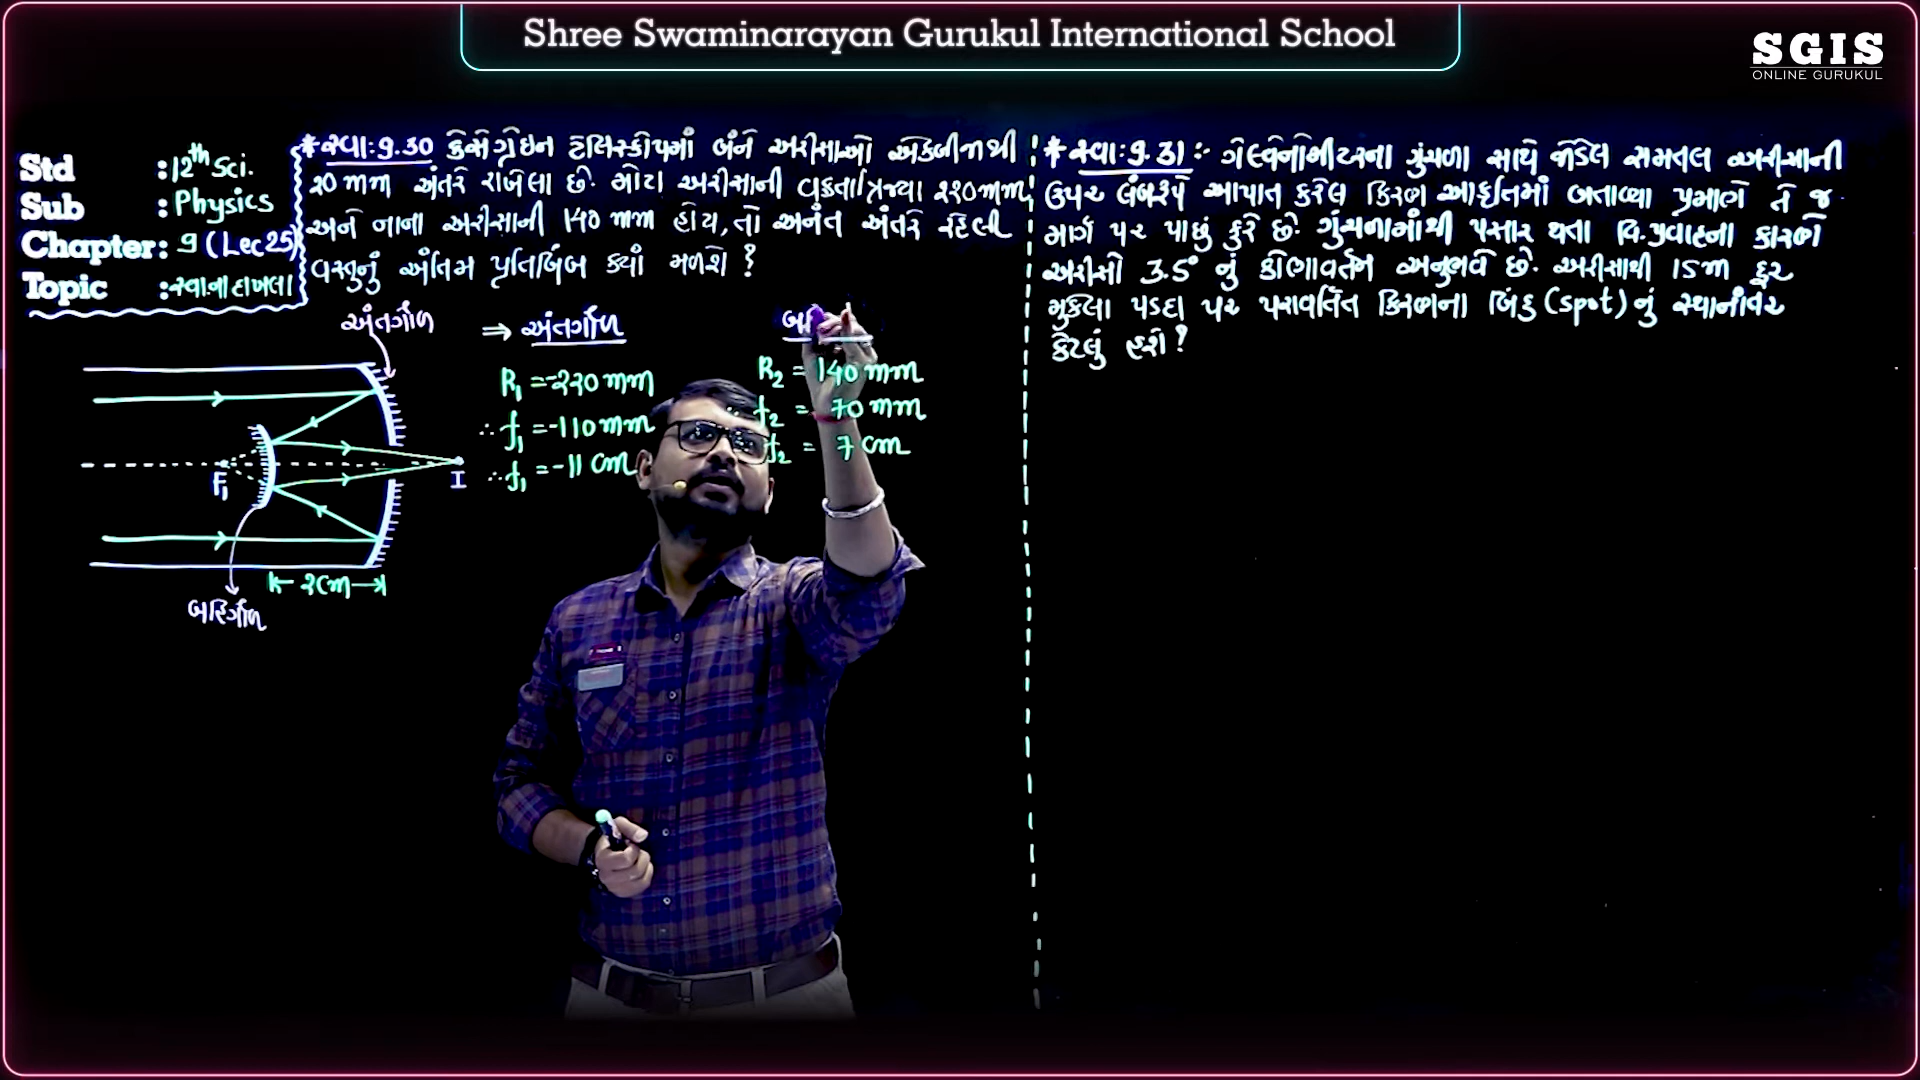 Shree Swaminarayan Gurukul International School
SGIS
ONLINE GURUKUL
Std : 12th Sci.
Sub : Physics
Chapter : 9 (Lec 25)
Topic : સ્વા.ના દાખલા
* સ્વા: 9.30 કેસેગ્રેઇન ટેલિસ્કોપમાં બંને અરીસાઓ એકબીજાથી
20 mm અંતરે રાખેલા છે. મોટા અરીસાની વક્રતાત્રિજ્યા 220 mm
અને નાના અરીસાની 140 mm હોય, તો અનંત અંતરે રહેલી
વસ્તુનું અંતિમ પ્રતિબિંબ ક્યાં મળશે ?
અંતર્ગોળ
F₁
I
2 cm
બહિર્ગોળ
⇒ અંતર્ગોળ
R₁ = -220 mm
∴ f₁ = -110 mm
∴ f₁ = -11 cm
R₂ = 140 mm
f₂ = 70 mm
f₂ = 7 cm
* સ્વા: 9.31 :- ગેલ્વેનોમીટરના ગુંચળા સાથે જોડેલ સમતલ અરીસાની
ઉપર લંબરૂપે આપાત કરેલ કિરણ આકૃતિમાં બતાવ્યા પ્રમાણે તે જ
માર્ગ પર પાછું ફરે છે. ગુંચળામાંથી પસાર થતા વિ.પ્રવાહના કારણે
અરીસો 3.5° નું કોણાવર્તન અનુભવે છે. અરીસાથી 1.5m દૂર
મુકેલા પડદા પર પરાવર્તિત કિરણના બિંદુ (spot) નું સ્થાનાંતર
કેટલું હશે ?